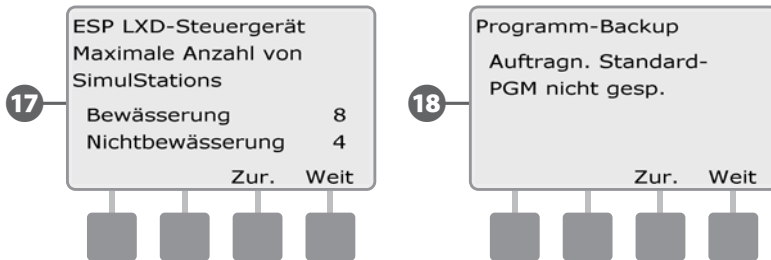 17
ESP LXD-Steuergerät
Maximale Anzahl von
SimulStations
Bewässerung 8
Nichtbewässerung 4
Zur. Weit
18
Programm-Backup
Auftragn. Standard-
PGM nicht gesp.
Zur. Weit